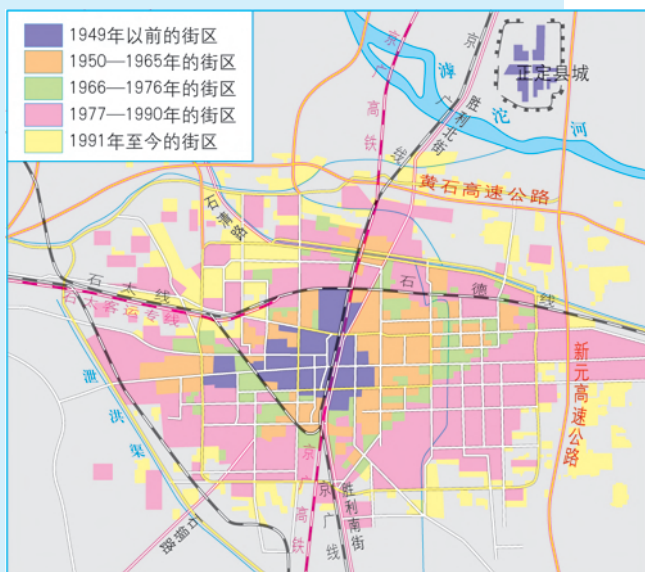 1949年以前的街区
1950—1965年的街区
1966—1976年的街区
1977—1990年的街区
1991年至今的街区
正定县城
滹沱河
京广高铁
京广线
胜利北街
黄石高速公路
石清路
石太线
石太客运专线
石德线
新元高速公路
泄洪渠
石铜路
京广高铁
京广线
胜利南街